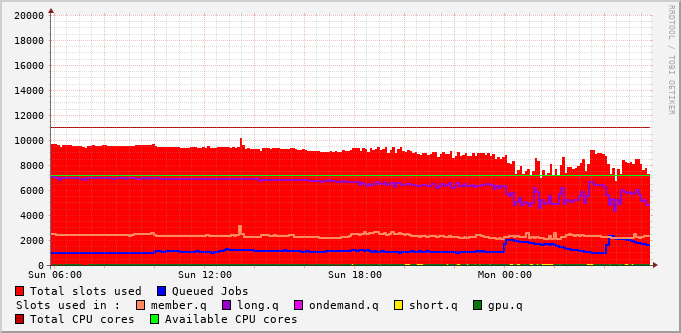 RRDTOOL / TOBI OETIKER
20000
18000
16000
14000
12000
10000
8000
6000
4000
2000
0
Sun 06:00 Sun 12:00 Sun 18:00 Mon 00:00
Total slots used Queued Jobs
Slots used in : member.q long.q ondemand.q short.q gpu.q
Total CPU cores Available CPU cores